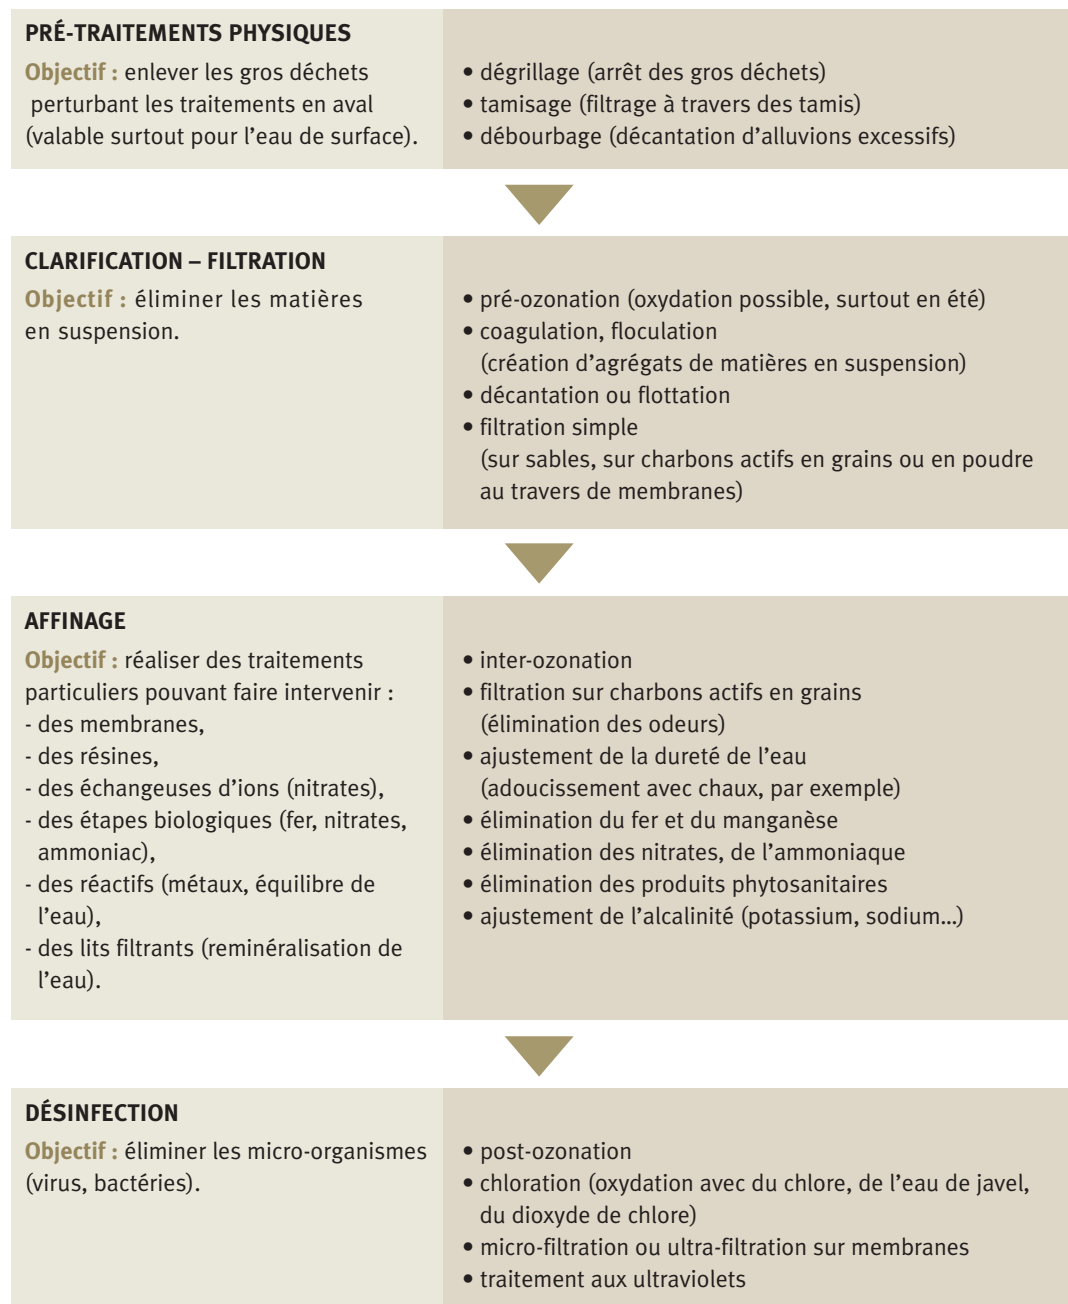 PRÉ-TRAITEMENTS PHYSIQUES
Objectif : enlever les gros déchets
perturbant les traitements en aval
(valable surtout pour l’eau de surface).
• dégrillage (arrêt des gros déchets)
• tamisage (filtrage à travers des tamis)
• débourbage (décantation d’alluvions excessifs)
CLARIFICATION – FILTRATION
Objectif : éliminer les matières
en suspension.
• pré-ozonation (oxydation possible, surtout en été)
• coagulation, floculation
(création d’agrégats de matières en suspension)
• décantation ou flottation
• filtration simple
(sur sables, sur charbons actifs en grains ou en poudre
au travers de membranes)
AFFINAGE
Objectif : réaliser des traitements
particuliers pouvant faire intervenir :
- des membranes,
- des résines,
- des échangeuses d’ions (nitrates),
- des étapes biologiques (fer, nitrates,
ammoniac),
- des réactifs (métaux, équilibre de
l’eau),
- des lits filtrants (reminéralisation de
l’eau).
• inter-ozonation
• filtration sur charbons actifs en grains
(élimination des odeurs)
• ajustement de la dureté de l’eau
(adoucissement avec chaux, par exemple)
• élimination du fer et du manganèse
• élimination des nitrates, de l’ammoniaque
• élimination des produits phytosanitaires
• ajustement de l’alcalinité (potassium, sodium…)
DÉSINFECTION
Objectif : éliminer les micro-organismes
(virus, bactéries).
• post-ozonation
• chloration (oxydation avec du chlore, de l’eau de javel,
du dioxyde de chlore)
• micro-filtration ou ultra-filtration sur membranes
• traitement aux ultraviolets